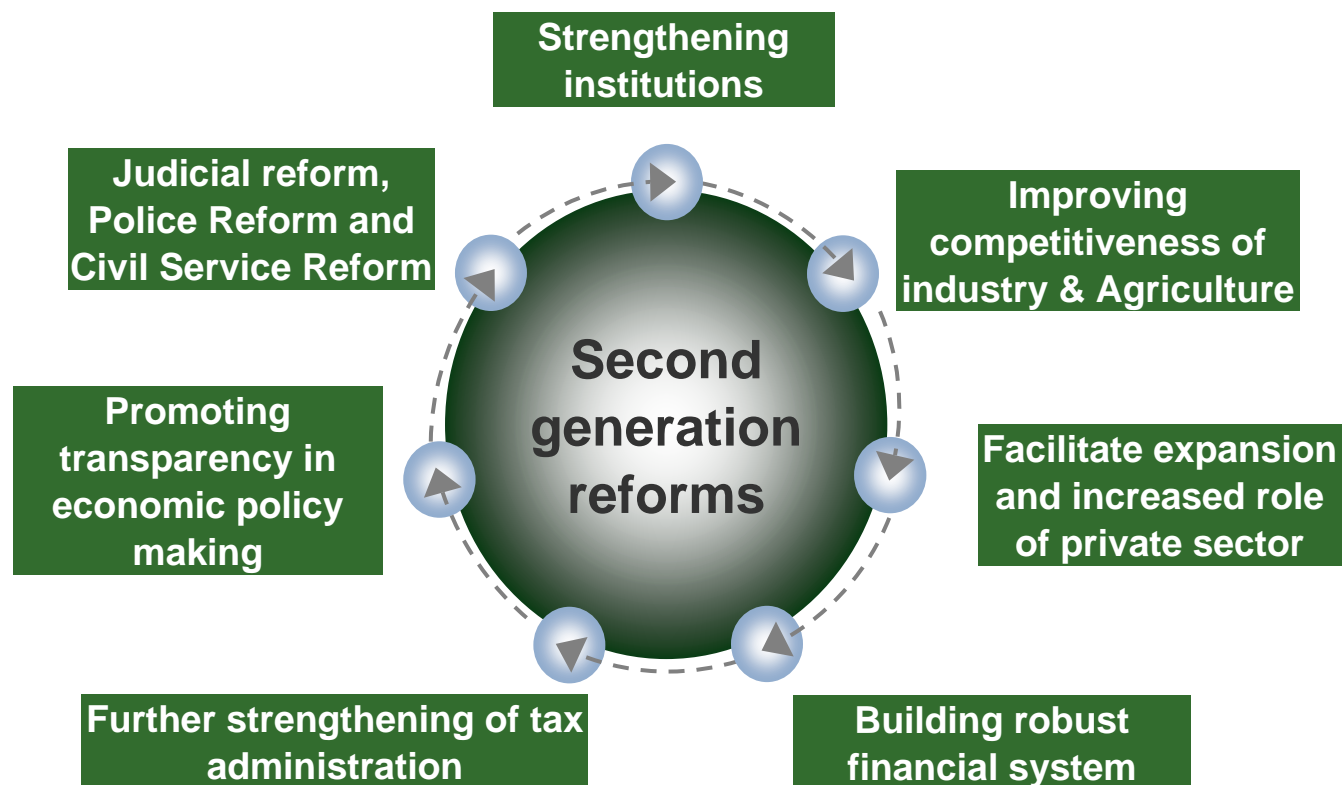 Strengthening
institutions
Judicial reform,
Police Reform and
Civil Service Reform
Improving
competitiveness of
industry & Agriculture
Second
generation
reforms
Promoting
transparency in
economic policy
making
Facilitate expansion
and increased role
of private sector
Further strengthening of tax
administration
Building robust
financial system